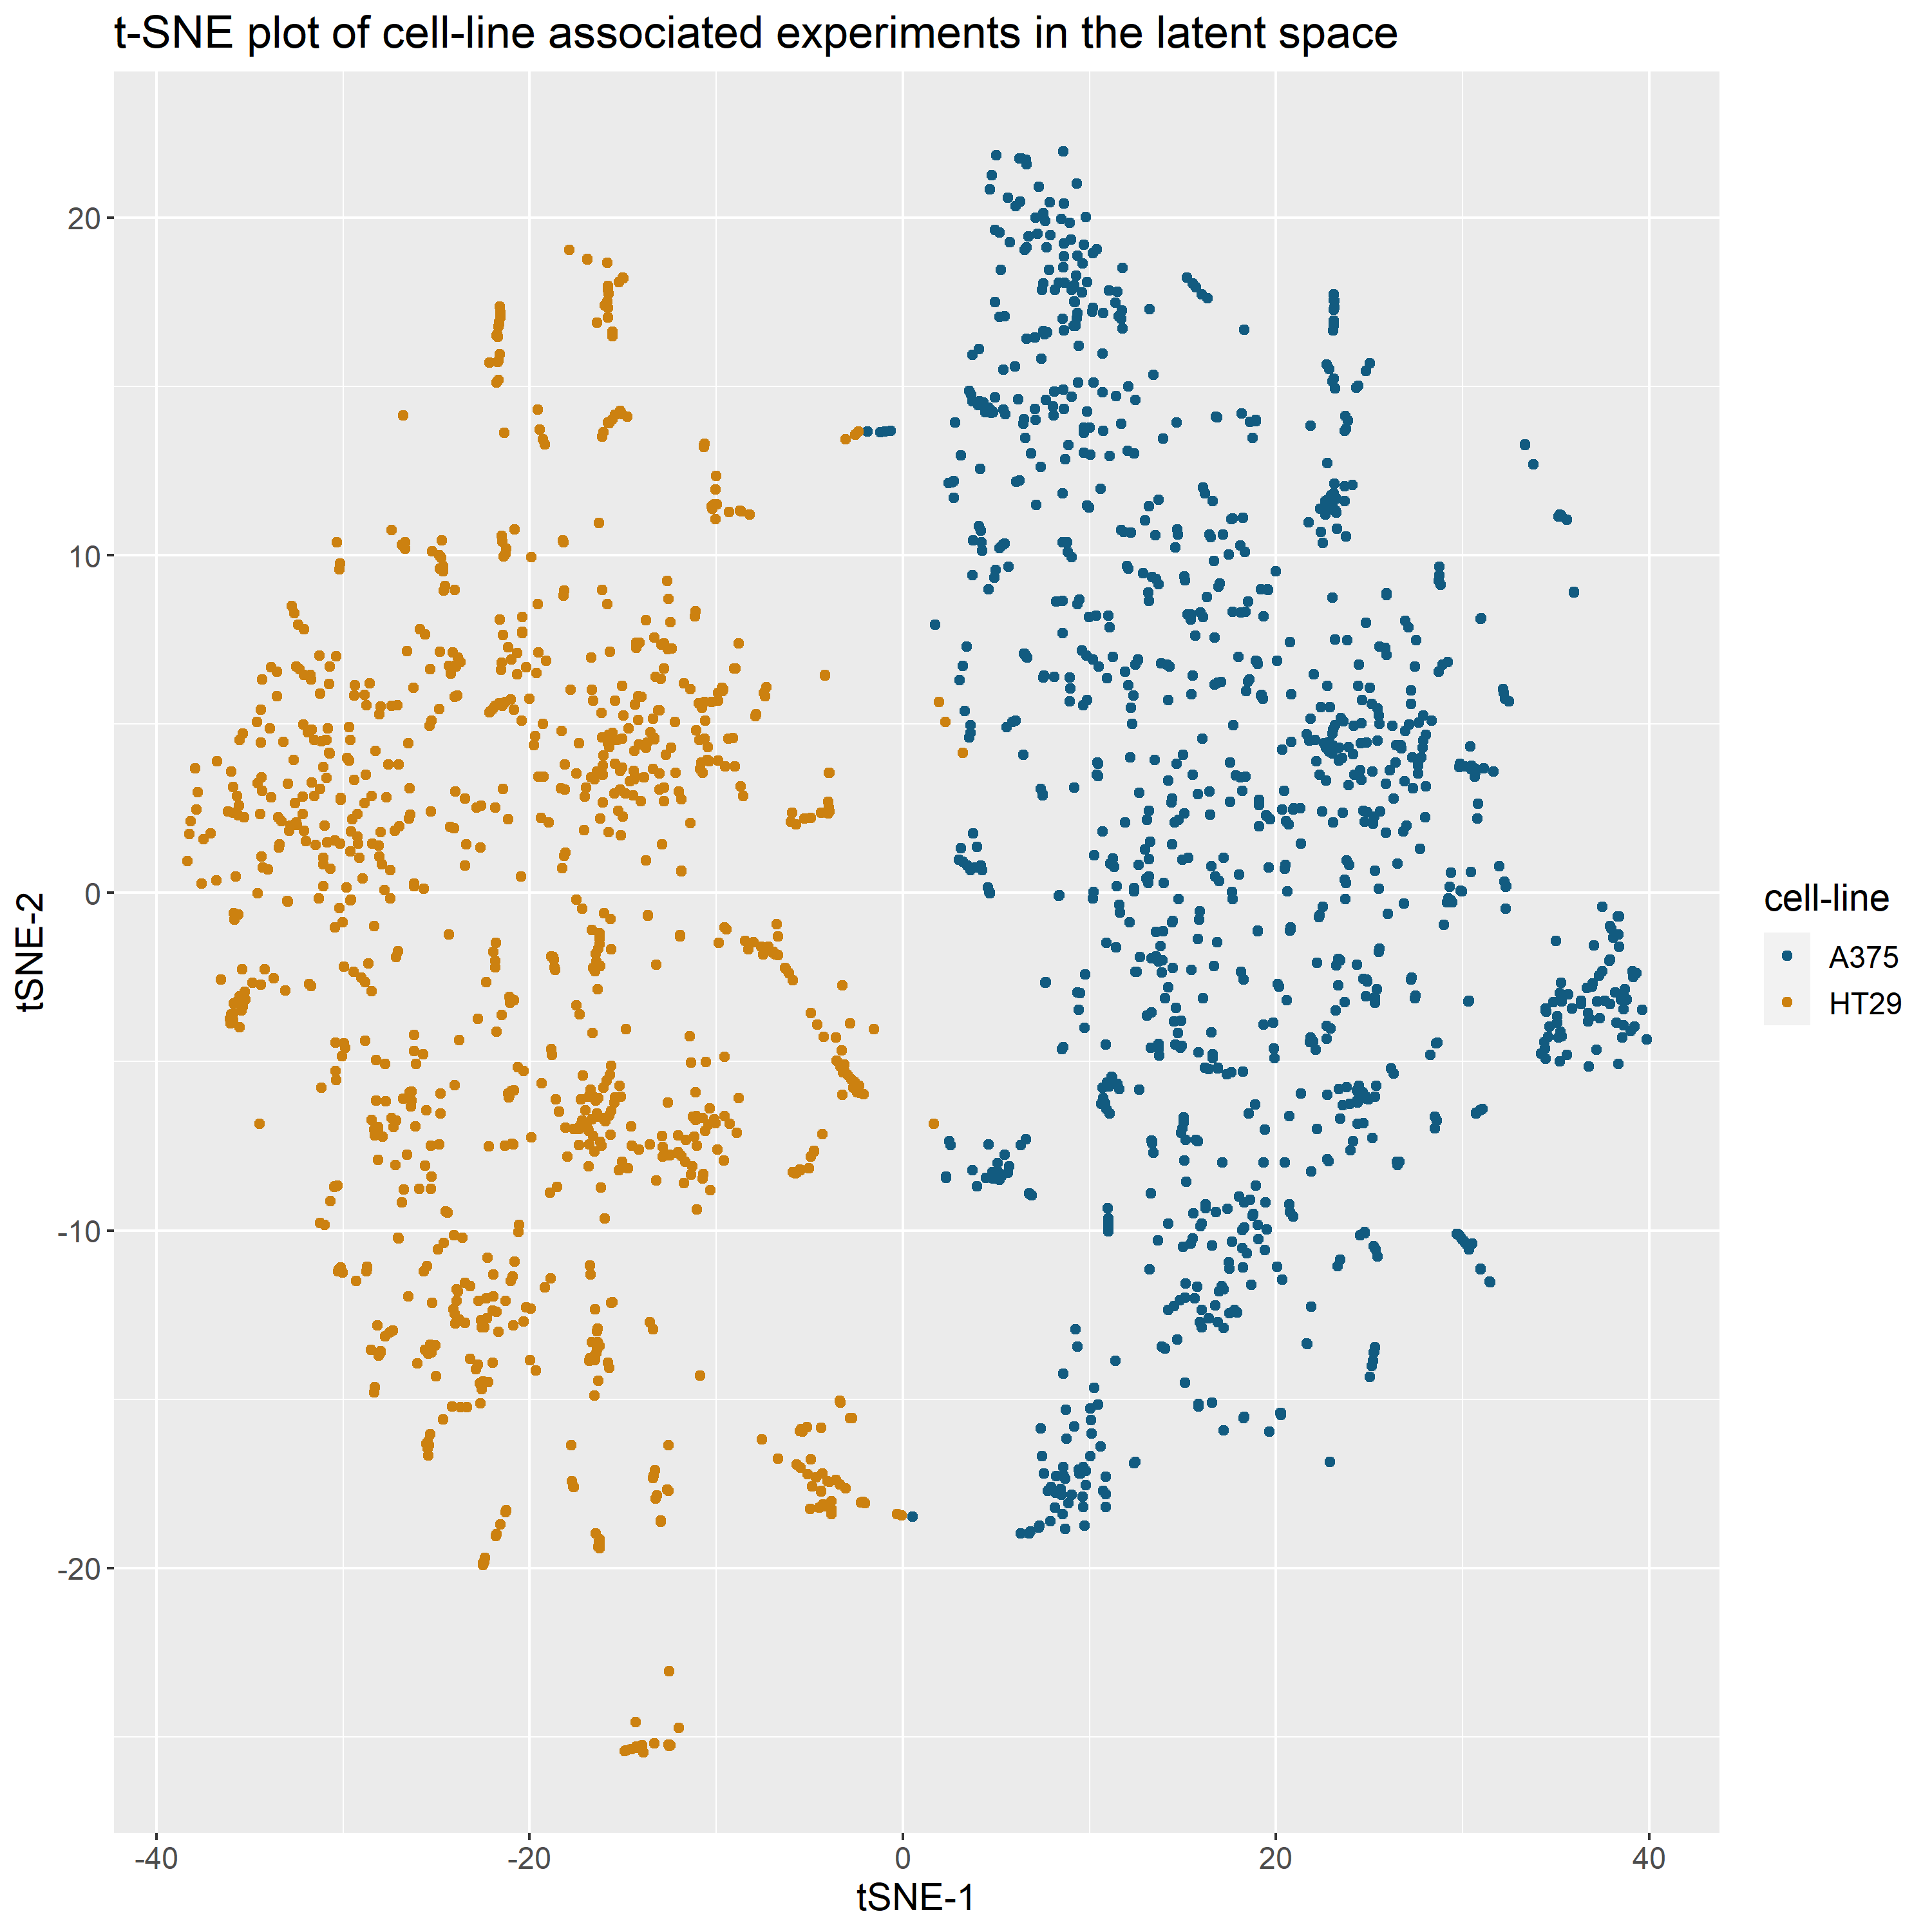 t-SNE plot of cell-line associated experiments in the latent space
20
10
0
-10
-20
tSNE-2
-40
-20
0
20
40
tSNE-1
cell-line
A375
HT29